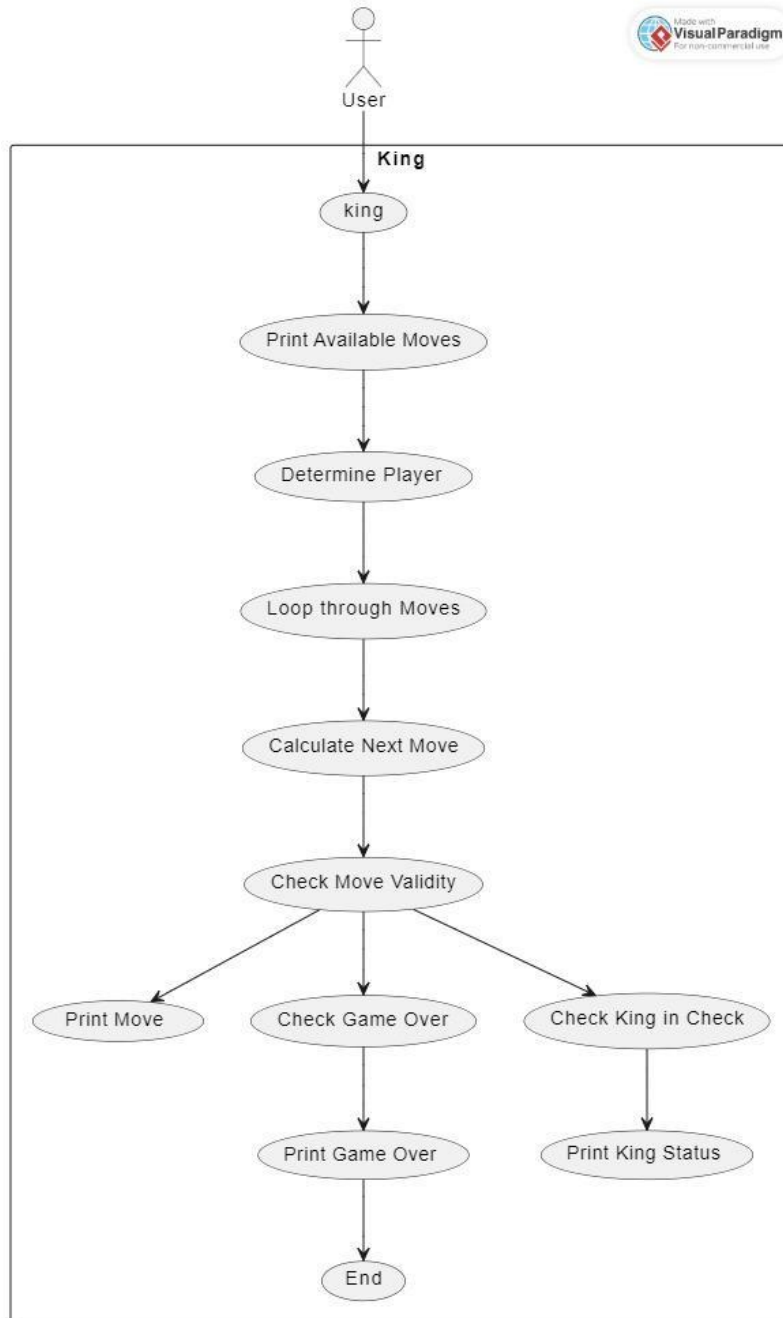 Made with
Visual Paradigm
For non-commercial use
User
King
king
Print Available Moves
Determine Player
Loop through Moves
Calculate Next Move
Check Move Validity
Print Move
Check Game Over
Check King in Check
Print Game Over
Print King Status
End